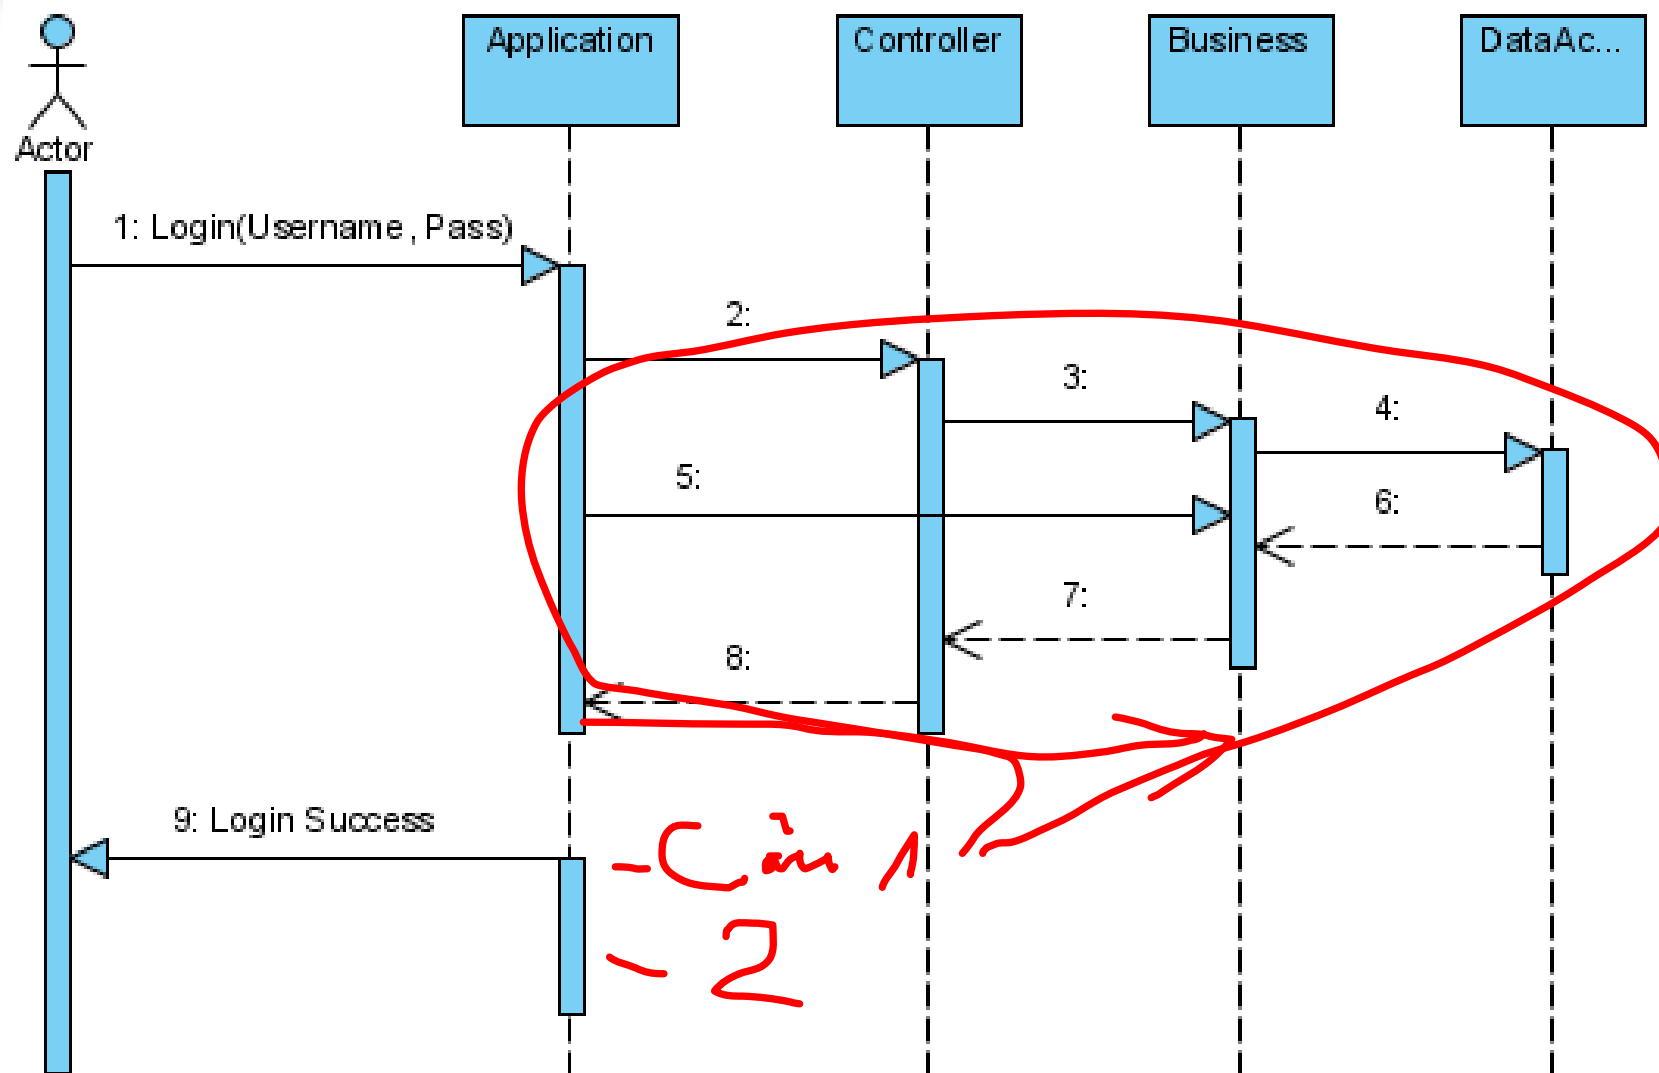 Application
Controller
Business
DataAc...
Actor
1: Login(Username, Pass)
2:
3:
4:
5:
6:
7:
8:
9: Login Success
- Cần 1
- 2